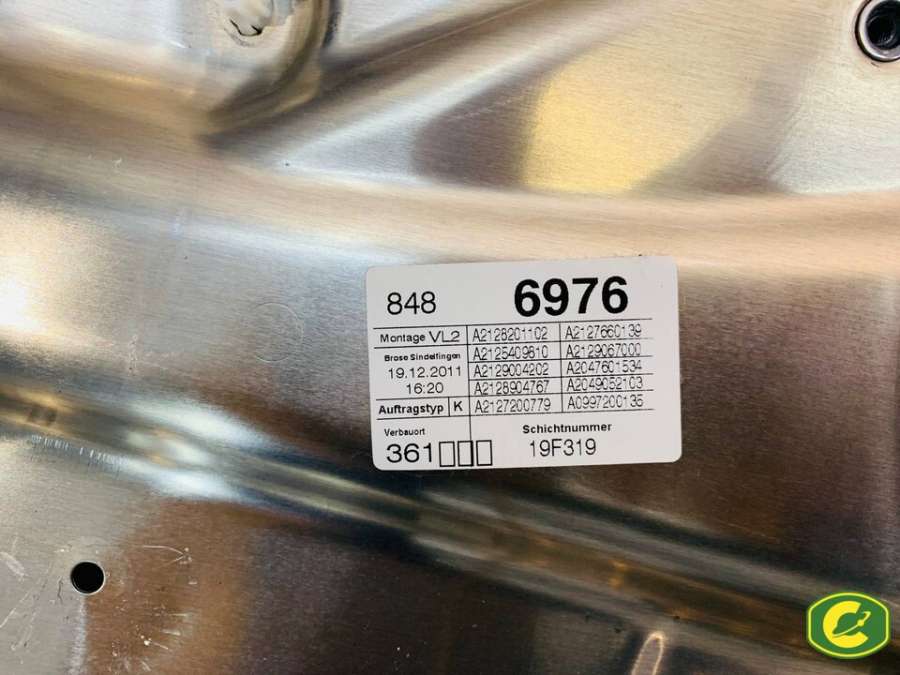 848 6976
Montage VL2 A2128201102 A2127660139
Brose Sindelfingen A2125409610 A2129067000
19.12.2011 A2129004202 A2047601534
16:20 A2128904767 A2049052103
Auftragstyp K A2127200779 A0997200135
Verbauort Schichtnummer
361 19F319